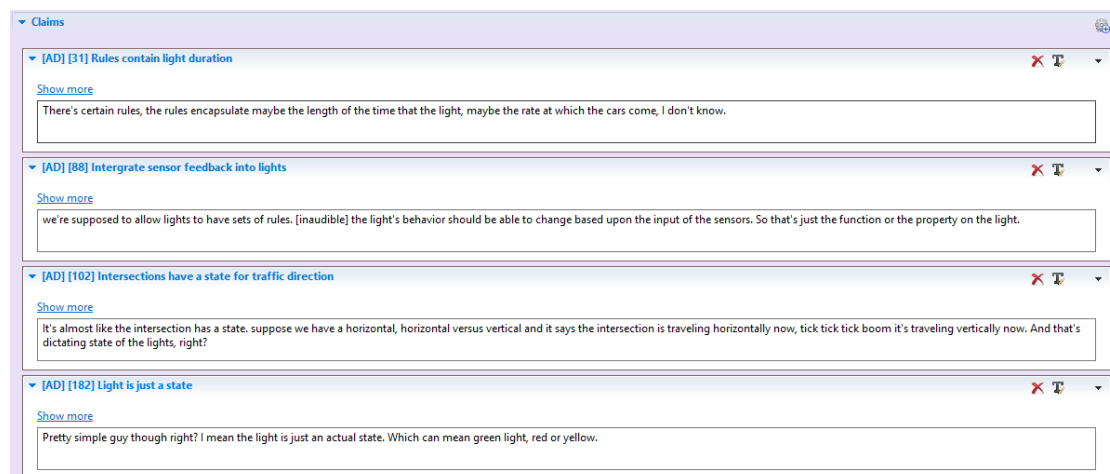 Claims
[AD] [31] Rules contain light duration
Show more
There's certain rules, the rules encapsulate maybe the length of the time that the light, maybe the rate at which the cars come, I don't know.
[AD] [88] Intergrate sensor feedback into lights
Show more
we're supposed to allow lights to have sets of rules. [inaudible] the light's behavior should be able to change based upon the input of the sensors. So that's just the function or the property on the light.
[AD] [102] Intersections have a state for traffic direction
Show more
It's almost like the intersection has a state. suppose we have a horizontal, horizontal versus vertical and it says the intersection is traveling horizontally now, tick tick tick boom it's traveling vertically now. And that's
dictating state of the lights, right?
[AD] [182] Light is just a state
Show more
Pretty simple guy though right? I mean the light is just an actual state. Which can mean green light, red or yellow.